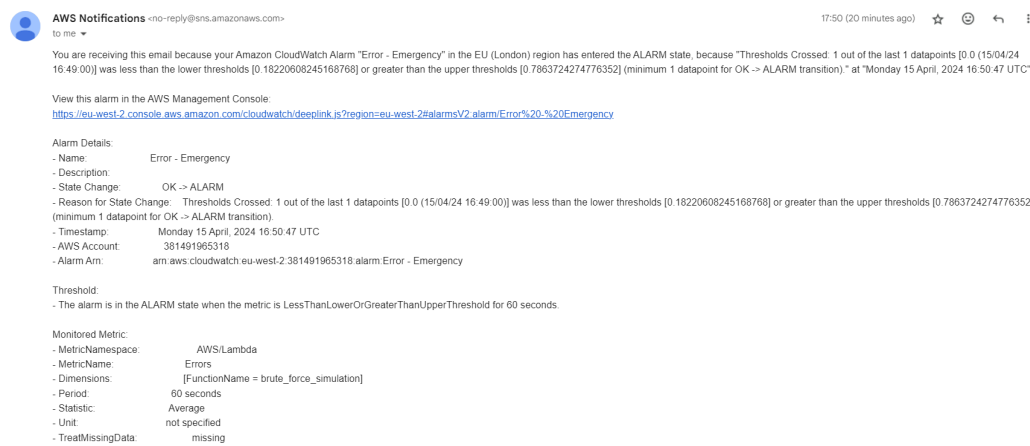 AWS Notifications <no-reply@sns.amazonaws.com>
17:50 (20 minutes ago)
to me
You are receiving this email because your Amazon CloudWatch Alarm "Error - Emergency" in the EU (London) region has entered the ALARM state, because "Thresholds Crossed: 1 out of the last 1 datapoints [0.0 (15/04/24
16:49:00)] was less than the lower thresholds [0.18220608245168768] or greater than the upper thresholds [0.7863724274776352] (minimum 1 datapoint for OK -> ALARM transition)." at "Monday 15 April, 2024 16:50:47 UTC"
View this alarm in the AWS Management Console:
https://eu-west-2.console.aws.amazon.com/cloudwatch/deeplink.js?region=eu-west-2#alarmsV2:alarm/Error%20-%20Emergency
Alarm Details:
- Name: Error - Emergency
- Description:
- State Change: OK -> ALARM
- Reason for State Change: Thresholds Crossed: 1 out of the last 1 datapoints [0.0 (15/04/24 16:49:00)] was less than the lower thresholds [0.18220608245168768] or greater than the upper thresholds [0.7863724274776352
(minimum 1 datapoint for OK -> ALARM transition).
- Timestamp: Monday 15 April, 2024 16:50:47 UTC
- AWS Account: 381491965318
- Alarm Arn: arn:aws:cloudwatch:eu-west-2:381491965318:alarm:Error - Emergency
Threshold:
- The alarm is in the ALARM state when the metric is LessThanLowerOrGreaterThanUpperThreshold for 60 seconds.
Monitored Metric:
- MetricNamespace: AWS/Lambda
- MetricName: Errors
- Dimensions: [FunctionName = brute_force_simulation]
- Period: 60 seconds
- Statistic: Average
- Unit: not specified
- TreatMissingData: missing